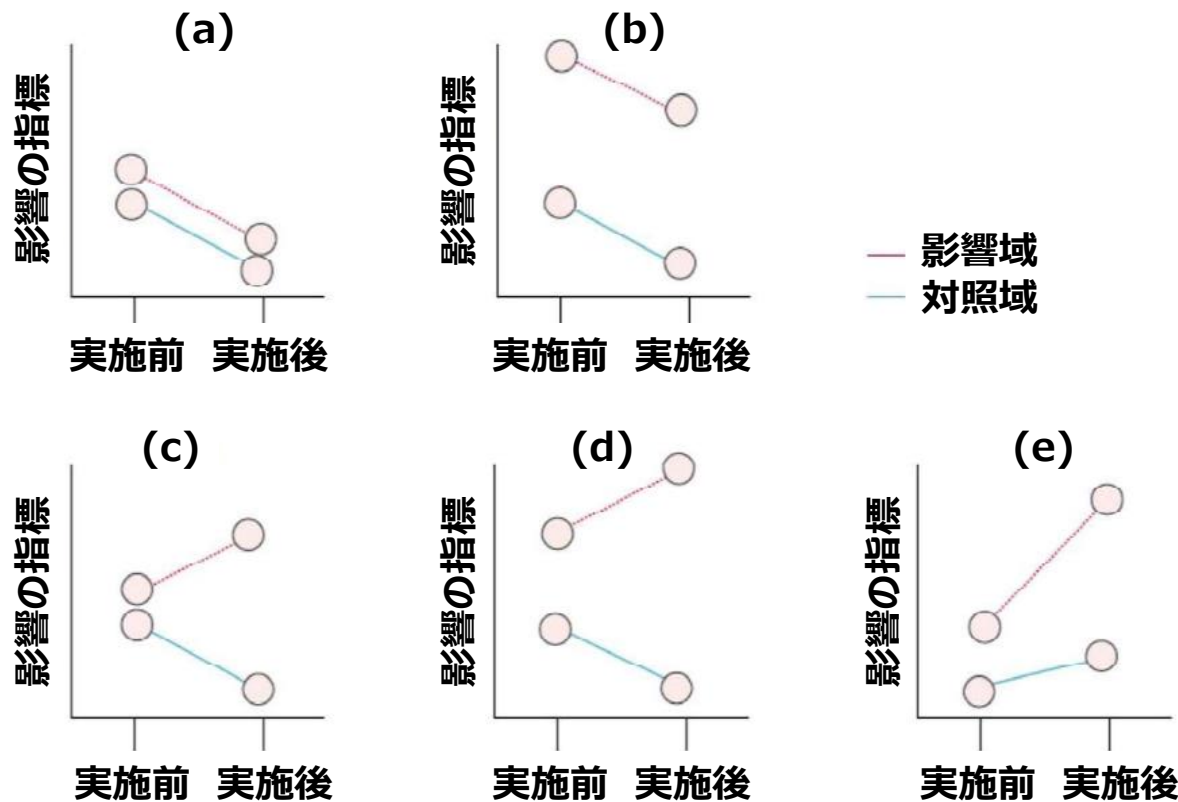 (a)
影響の指標
実施前 実施後
(b)
影響の指標
実施前 実施後
影響域
対照域
(c)
影響の指標
実施前 実施後
(d)
影響の指標
実施前 実施後
(e)
影響の指標
実施前 実施後